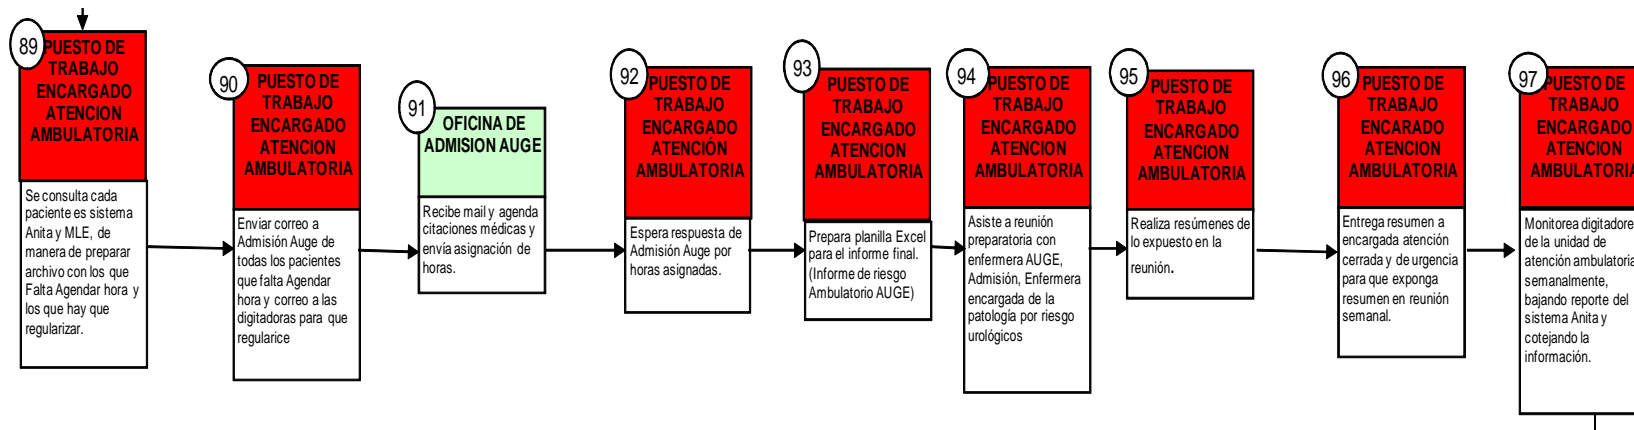 89
PUESTO DE
TRABAJO
ENCARGADO
ATENCION
AMBULATORIA
Se consulta cada
paciente es sistema
Anita y MLE, de
manera de preparar
archivo con los que
Falta Agendar hora y
los que hay que
regularizar.
90
PUESTO DE
TRABAJO
ENCARGADO
ATENCION
AMBULATORIA
Enviar correo a
Admisión Auge de
todas los pacientes
que falta Agendar
hora y correo a las
digitadoras para que
regularice
91
OFICINA DE
ADMISION AUGE
Recibe mail y agenda
citaciones médicas y
envía asignación de
horas.
92
PUESTO DE
TRABAJO
ENCARGADO
ATENCIÓN
AMBULATORIA
Espera respuesta de
Admisión Auge por
horas asignadas.
93
PUESTO DE
TRABAJO
ENCARGADO
ATENCION
AMBULATORIA
Prepara planilla Excel
para el informe final.
(Informe de riesgo
Ambulatorio AUGE)
94
PUESTO DE
TRABAJO
ENCARGADO
ATENCION
AMBULATORIA
Asiste a reunión
preparatoria con
enfermera AUGE,
Admisión, Enfermera
encargada de la
patología por riesgo
urológicos
95
PUESTO DE
TRABAJO
ENCARGADO
ATENCION
AMBULATORIA
Realiza resúmenes de
lo expuesto en la
reunión.
96
PUESTO DE
TRABAJO
ENCARADO
ATENCION
AMBULATORIA
Entrega resumen a
encargada atención
cerrada y de urgencia
para que exponga
resumen en reunión
semanal.
97
PUESTO DE
TRABAJO
ENCARGADO
ATENCION
AMBULATORIA
Monitorea digitadore
de la unidad de
atención ambulatoria
semanalmente,
bajando reporte del
sistema Anita y
cotejando la
información.